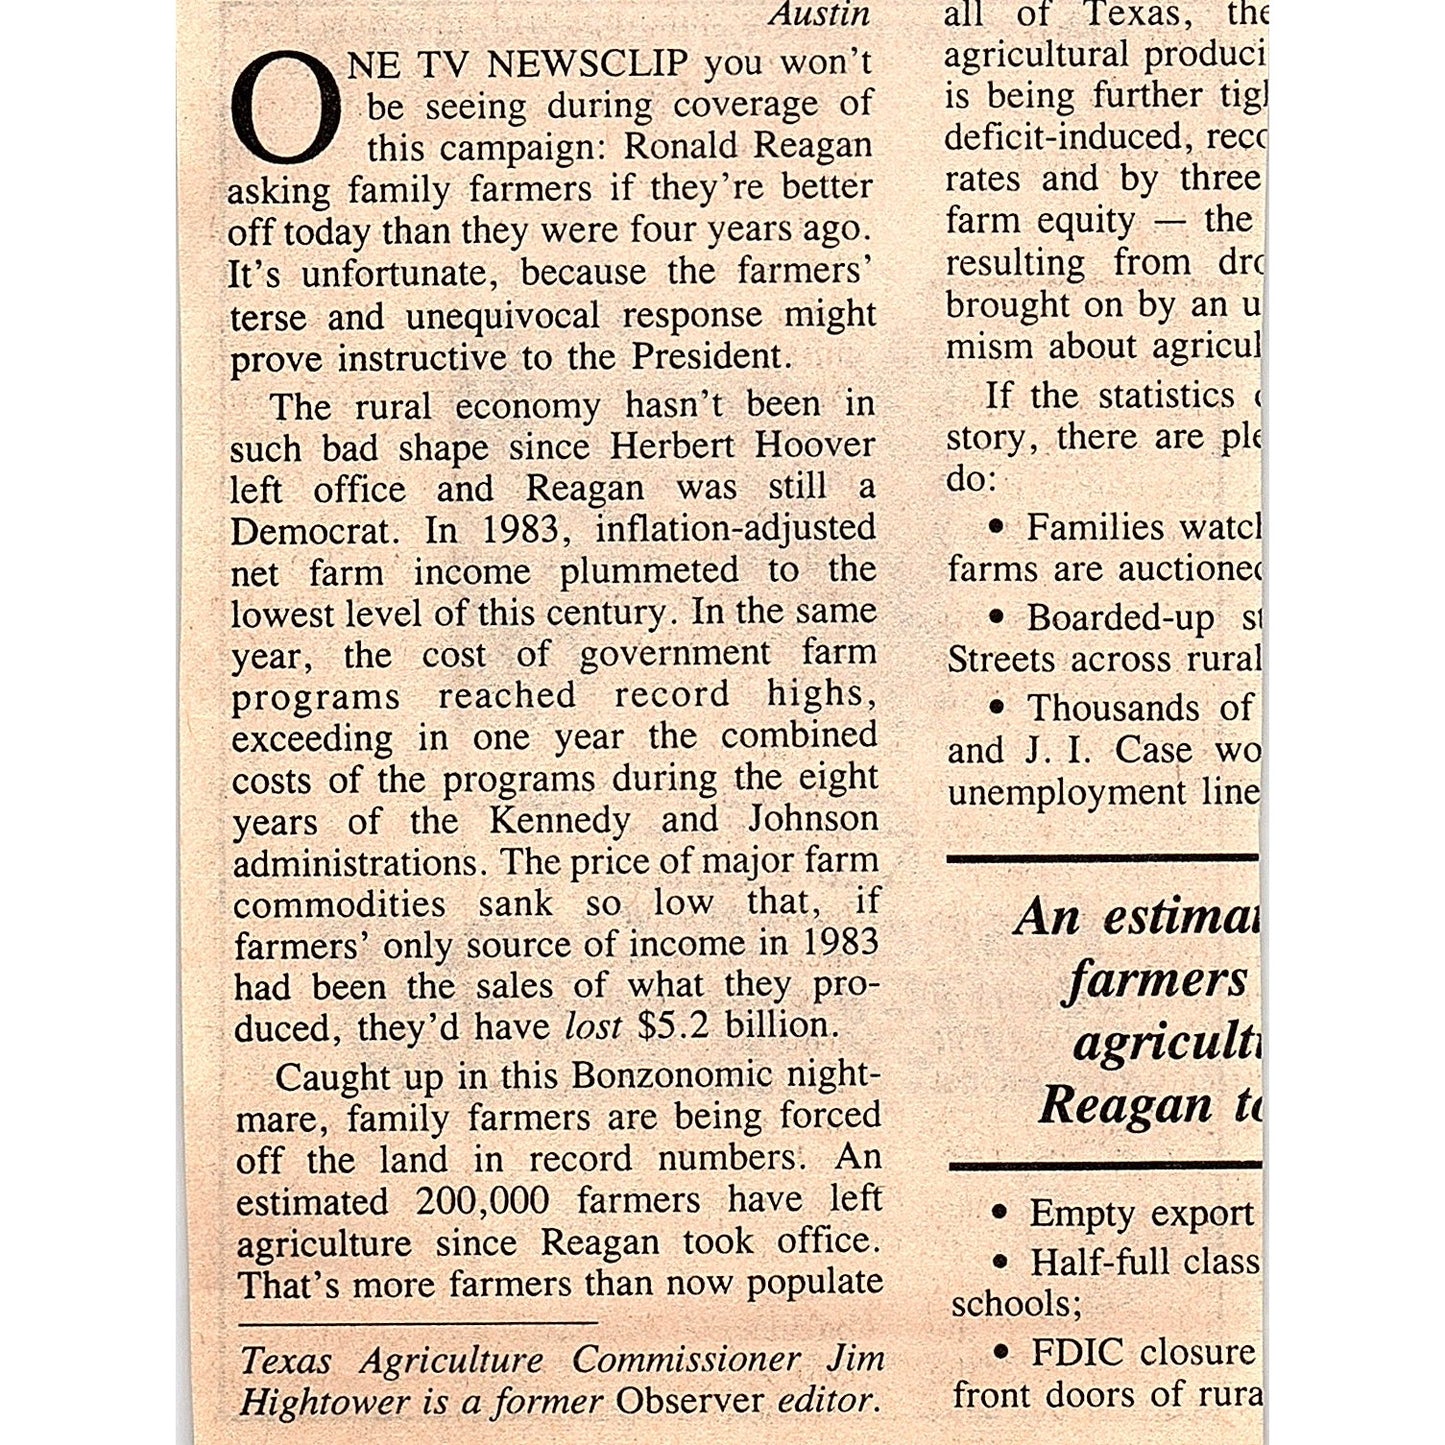 Austin
ONE TV NEWSCLIP you won't
be seeing during coverage of
this campaign: Ronald Reagan
asking family farmers if they're better
off today than they were four years ago.
It's unfortunate, because the farmers'
terse and unequivocal response might
prove instructive to the President.
The rural economy hasn't been in
such bad shape since Herbert Hoover
left office and Reagan was still a
Democrat. In 1983, inflation-adjusted
net farm income plummeted to the
lowest level of this century. In the same
year, the cost of government farm
programs reached record highs,
exceeding in one year the combined
costs of the programs during the eight
years of the Kennedy and Johnson
administrations. The price of major farm
commodities sank so low that, if
farmers' only source of income in 1983
had been the sales of what they pro-
duced, they'd have lost $5.2 billion.
Caught up in this Bonzonomic night-
mare, family farmers are being forced
off the land in record numbers. An
estimated 200,000 farmers have left
agriculture since Reagan took office.
That's more farmers than now populate
Texas Agriculture Commissioner Jim
Hightower is a former Observer editor.
all of Texas, the
agricultural
is being further
deficit-induced,
rates and by three
farm equity — the
resulting from
brought on by an
mism about
If the statistics
story, there are
do:
• Families
farms are
• Boarded-up
Streets across rural
• Thousands of
and J. I. Case
unemployment
An
farmers
Reagan
• Empty export
• Half-full
schools;
• FDIC closure
front doors of